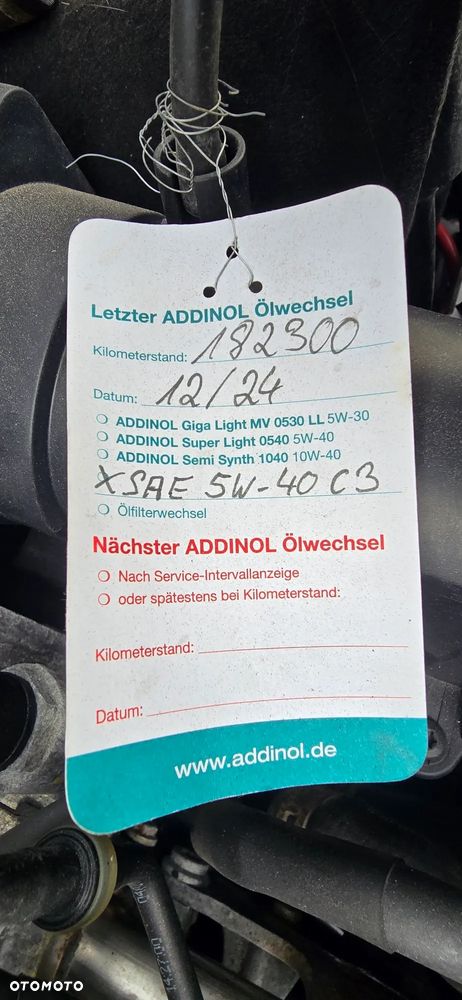 Letzter ADDINOL Ölwechsel
Kilometerstand: 182300
Datum: 12/24
ADDINOL Giga Light MV 0530 LL 5W-30
ADDINOL Super Light 0540 5W-40
ADDINOL Semi Synth 1040 10W-40
XSAE 5W-40 C3
Ölfilterwechsel
Nächster ADDINOL Ölwechsel
Nach Service-Intervallanzeige
oder spätestens bei Kilometerstand:
Kilometerstand:
Datum:
www.addinol.de
OTOMOTO